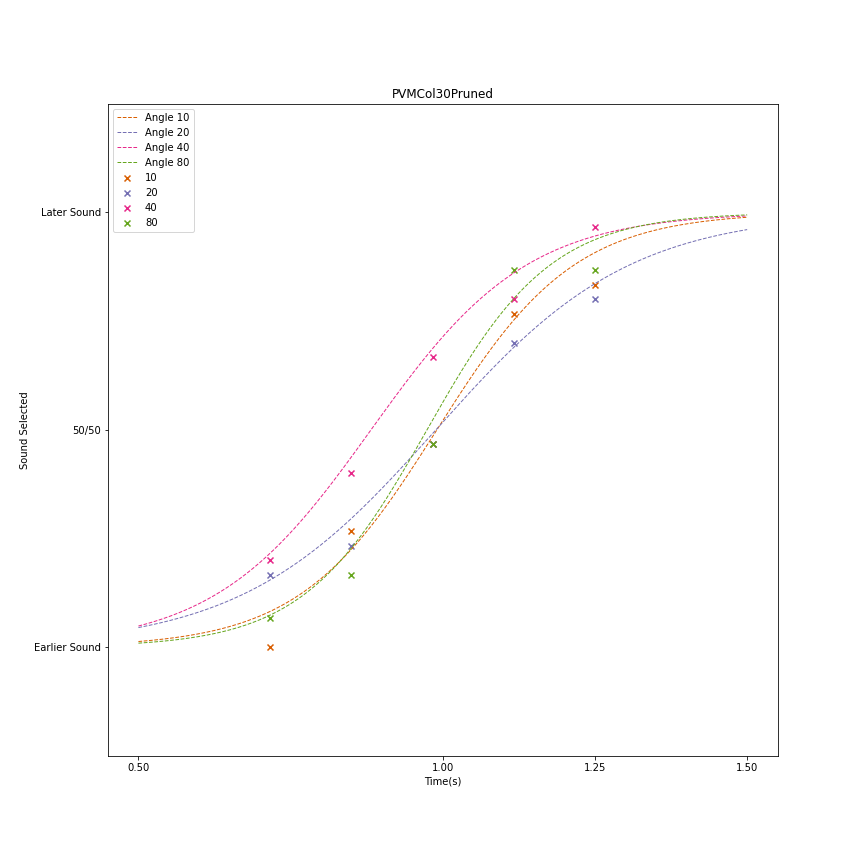 PVMCol30Pruned
Angle 10
Angle 20
Angle 40
Angle 80
10
20
40
80
Later Sound
50/50
Earlier Sound
Sound Selected
0.50
1.00
1.25
1.50
Time(s)